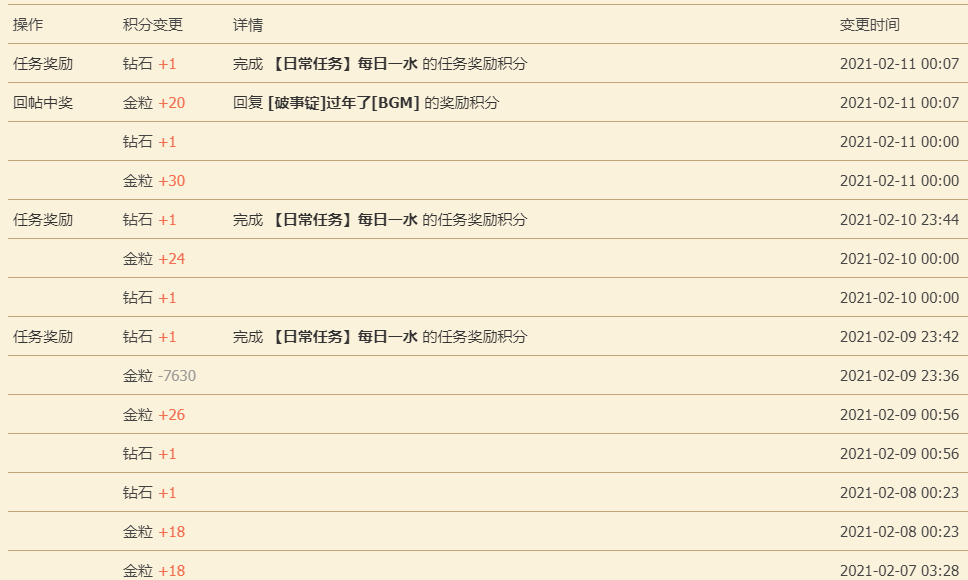 操作 积分变更 详情 变更时间
任务奖励 钻石 +1 完成 【日常任务】每日一水 的任务奖励积分 2021-02-11 00:07
回帖中奖 金粒 +20 回复 [破事锭]过年了[BGM] 的奖励积分 2021-02-11 00:07
钻石 +1 2021-02-11 00:00
金粒 +30 2021-02-11 00:00
任务奖励 钻石 +1 完成 【日常任务】每日一水 的任务奖励积分 2021-02-10 23:44
金粒 +24 2021-02-10 00:00
钻石 +1 2021-02-10 00:00
任务奖励 钻石 +1 完成 【日常任务】每日一水 的任务奖励积分 2021-02-09 23:42
金粒 -7630 2021-02-09 23:36
金粒 +26 2021-02-09 00:56
钻石 +1 2021-02-09 00:56
钻石 +1 2021-02-08 00:23
金粒 +18 2021-02-08 00:23
金粒 +18 2021-02-07 03:28